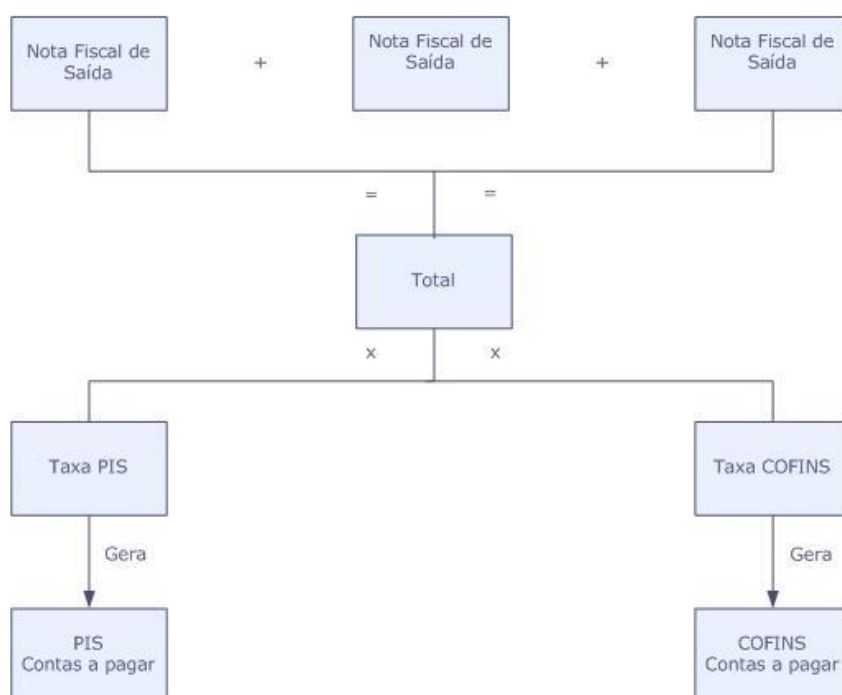 Nota Fiscal de
Saída
+
Nota Fiscal de
Saída
+
Nota Fiscal de
Saída
=
=
Total
x
x
Taxa PIS
Taxa COFINS
Gera
Gera
PIS
Contas a pagar
COFINS
Contas a pagar